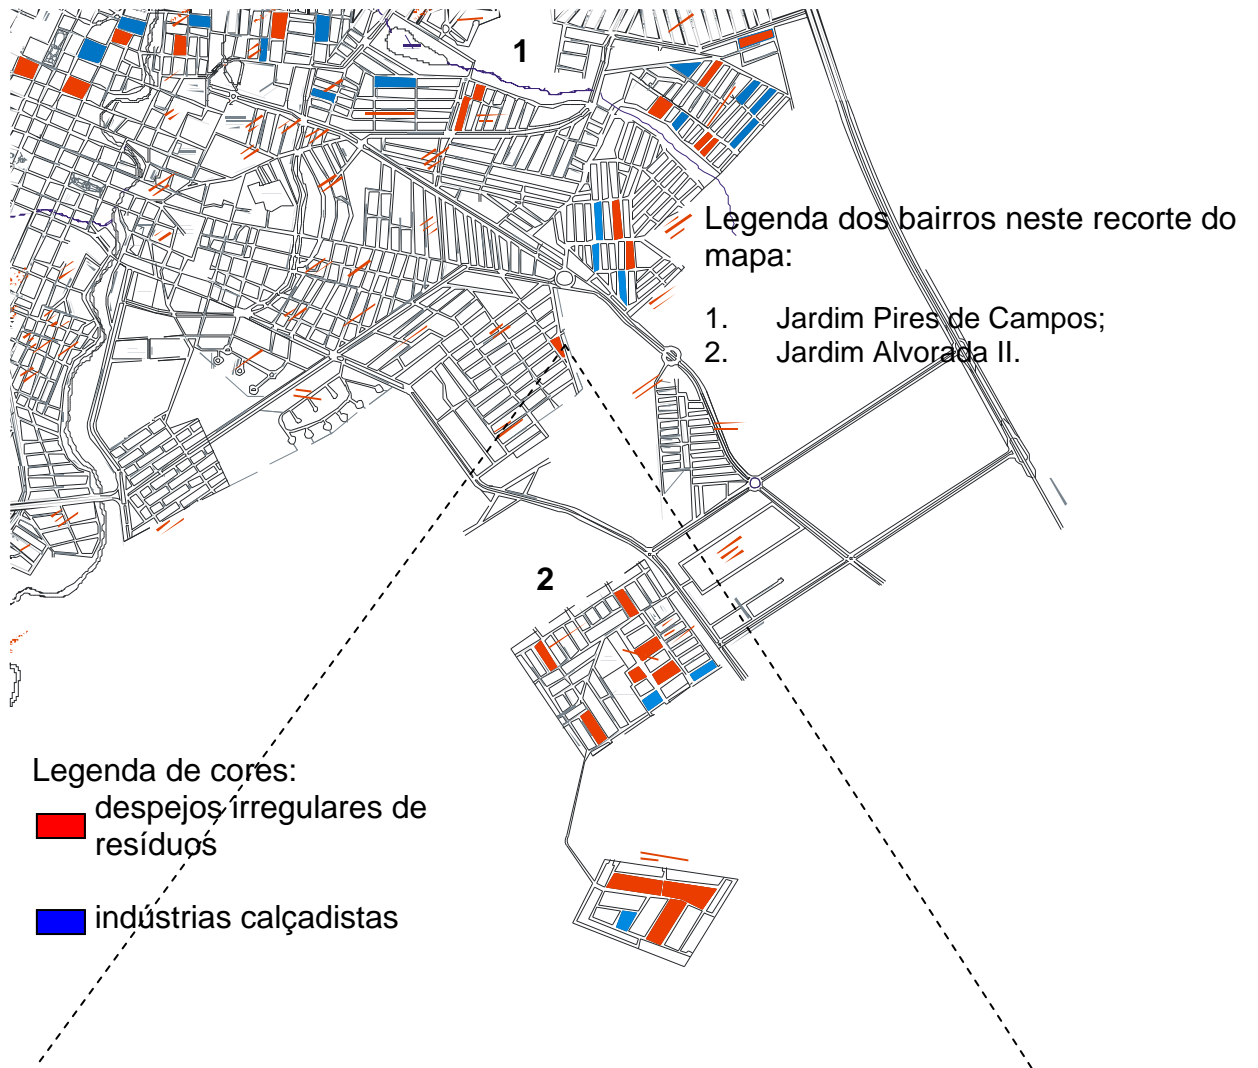 1
Legenda dos bairros neste recorte do
mapa:
1. Jardim Pires de Campos;
2. Jardim Alvorada II.
2
Legenda de cores:
despejos irregulares de
resíduos
indústrias calçadistas